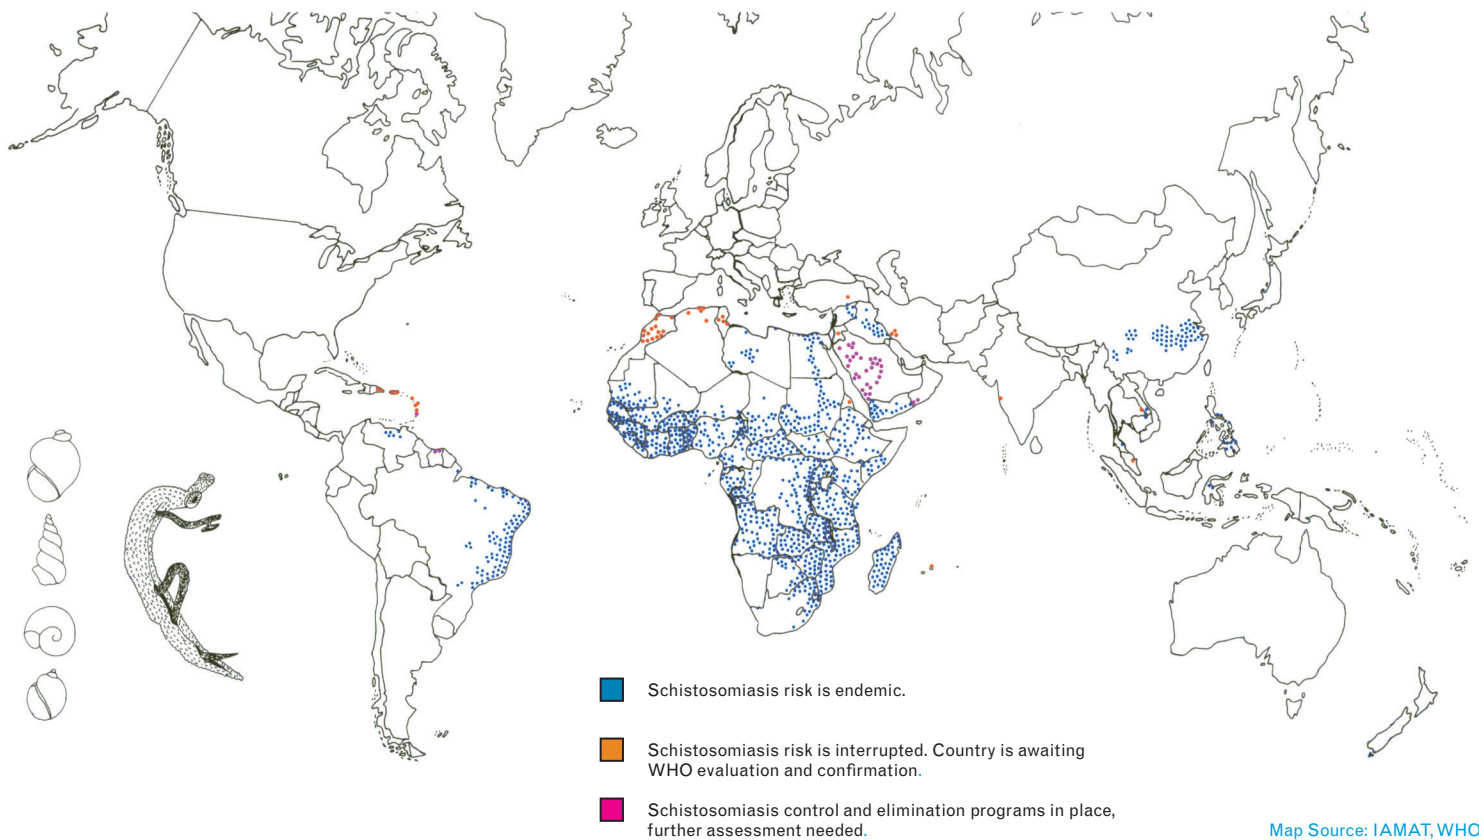 Schistosomiasis risk is endemic.
Schistosomiasis risk is interrupted. Country is awaiting
WHO evaluation and confirmation.
Schistosomiasis control and elimination programs in place,
further assessment needed.
Map Source: IAMAT, WHO